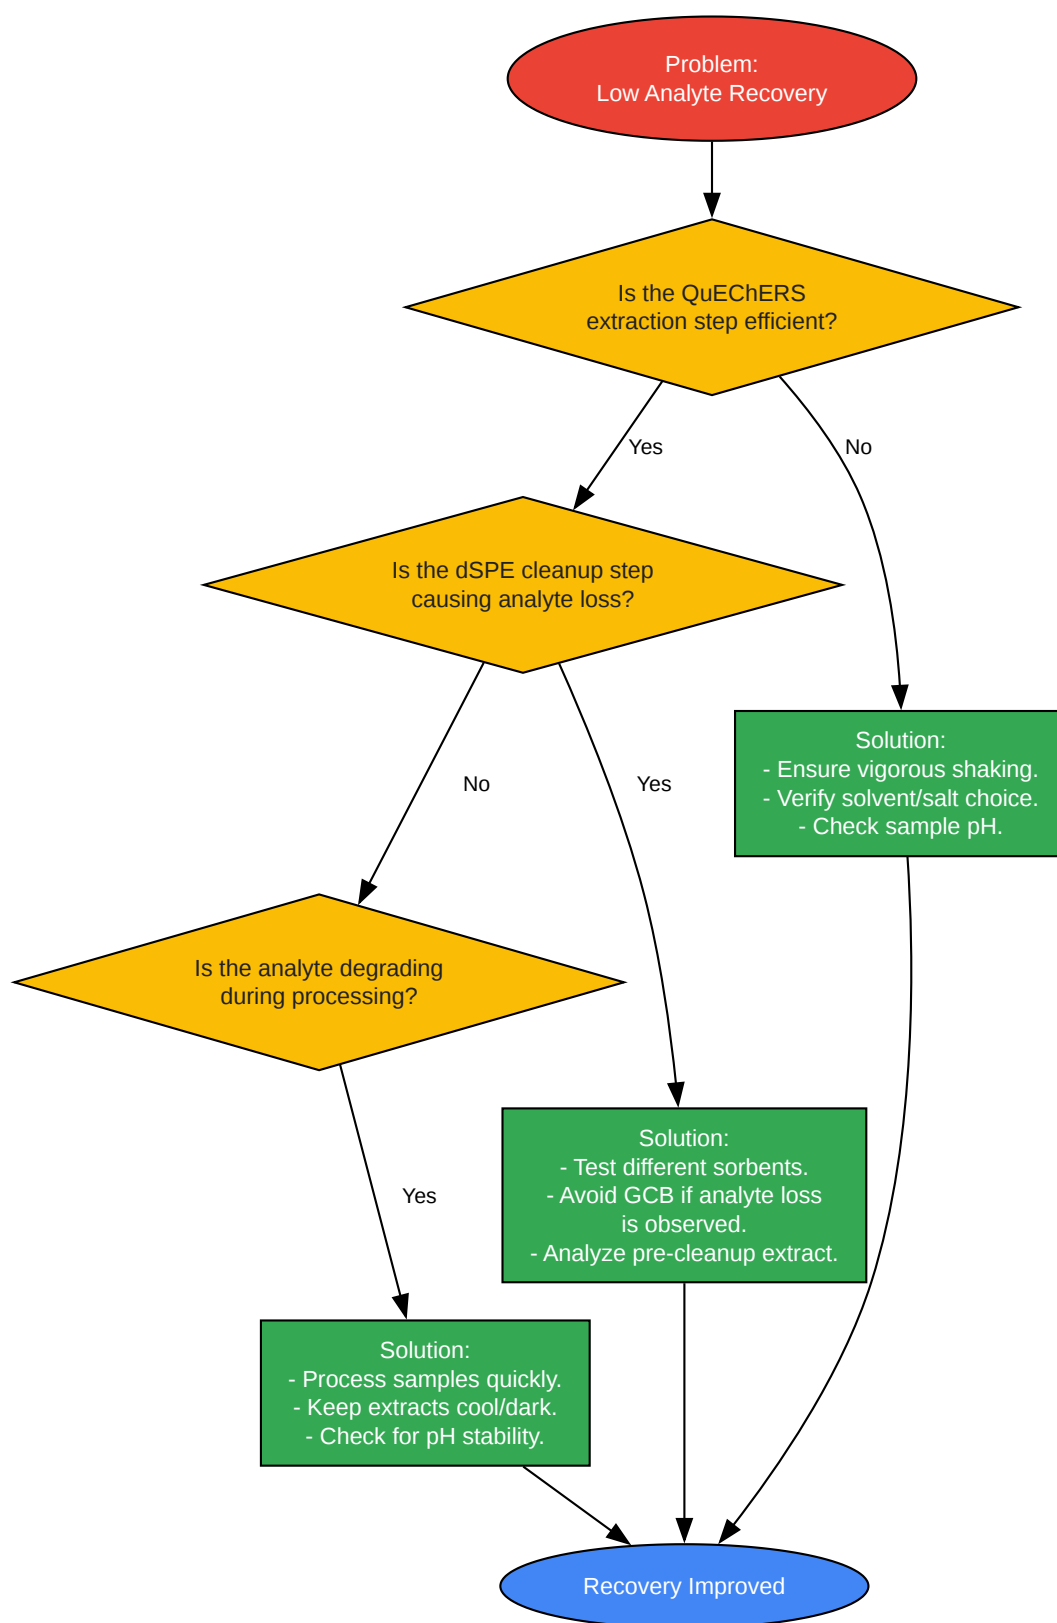 Problem:
Low Analyte Recovery
Is the QuEChERS
extraction step efficient?
Yes
No
Is the dSPE cleanup step
causing analyte loss?
No
Yes
Solution:
- Ensure vigorous shaking.
- Verify solvent/salt choice.
- Check sample pH.
Is the analyte degrading
during processing?
Yes
Solution:
- Test different sorbents.
- Avoid GCB if analyte loss
is observed.
- Analyze pre-cleanup extract.
Solution:
- Process samples quickly.
- Keep extracts cool/dark.
- Check for pH stability.
Recovery Improved